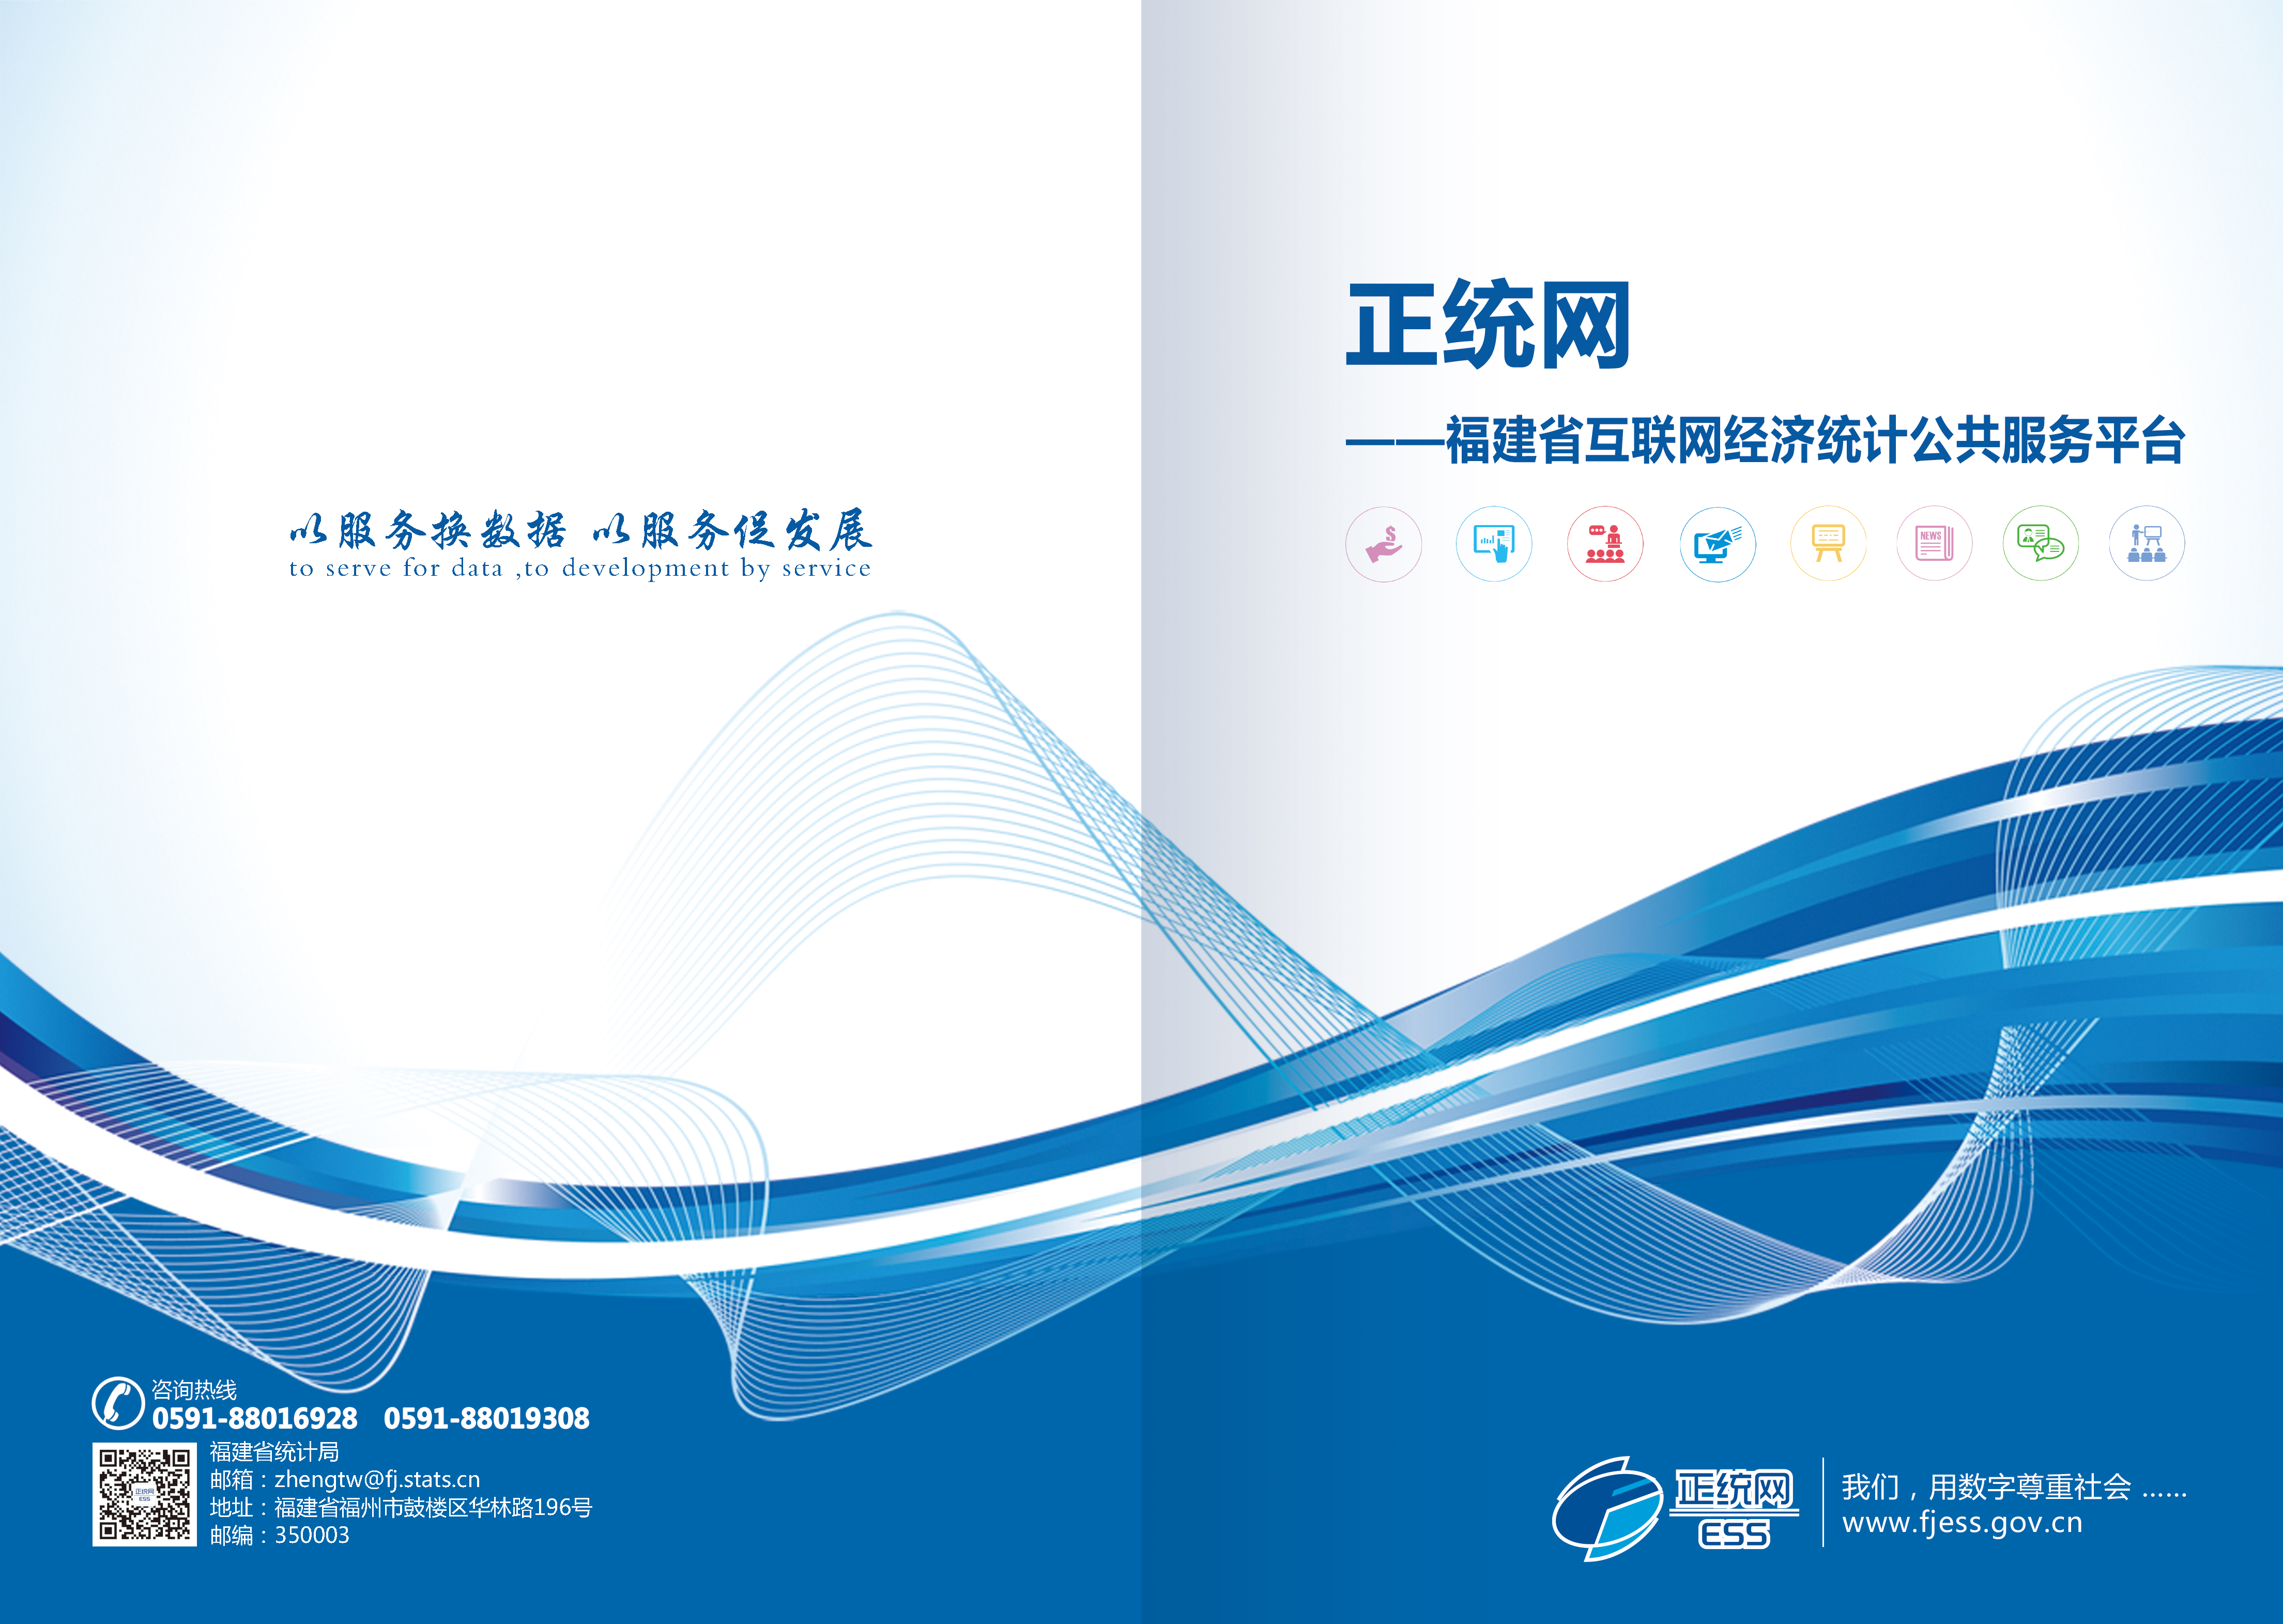 以服务换数据 以服务促发展
to serve for data ,to development by service
咨询热线
0591-88016928 0591-88019308
福建省统计局
邮箱：zhengtw@fj.stats.cn
地址：福建省福州市鼓楼区华林路196号
邮编：350003
正统网
ESS
正统网
——福建省互联网经济统计公共服务平台
NEWS
正统网
ESS
我们，用数字尊重社会 ……
www.fjess.gov.cn